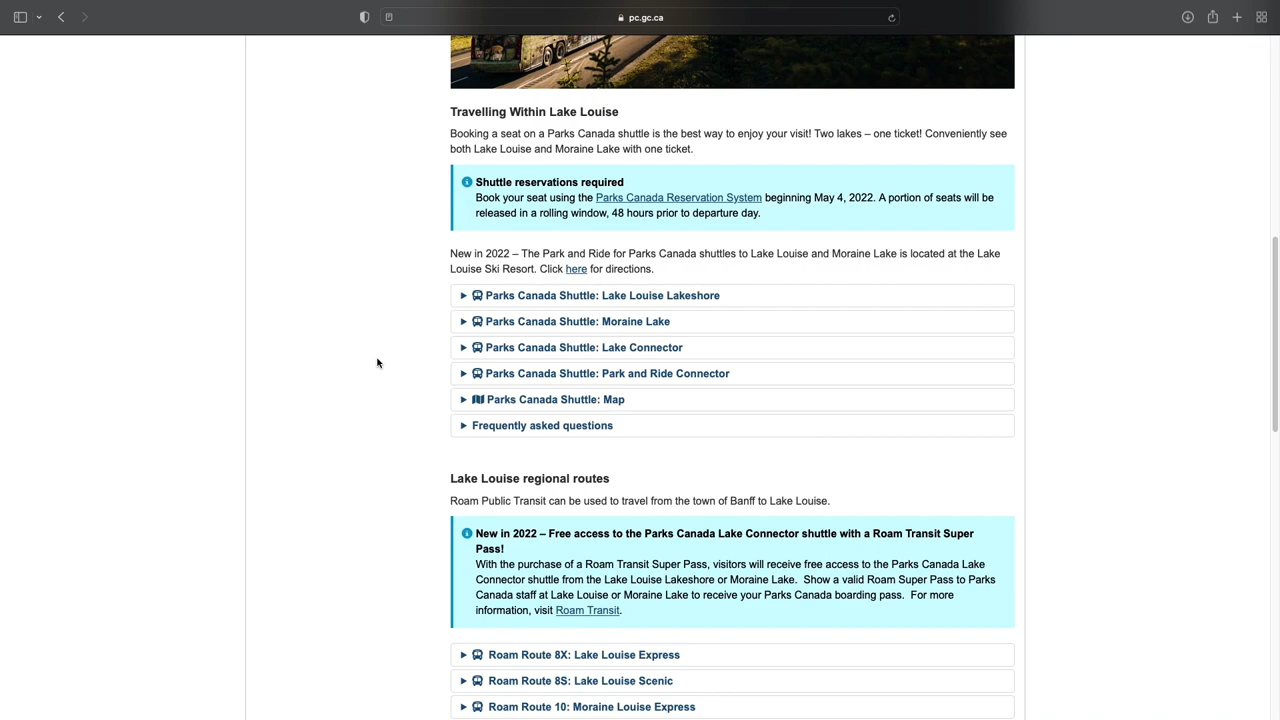 pc.gc.ca
Travelling Within Lake Louise
Booking a seat on a Parks Canada shuttle is the best way to enjoy your visit! Two lakes – one ticket! Conveniently see
both Lake Louise and Moraine Lake with one ticket.
Shuttle reservations required
Book your seat using the Parks Canada Reservation System beginning May 4, 2022. A portion of seats will be
released in a rolling window, 48 hours prior to departure day.
New in 2022 – The Park and Ride for Parks Canada shuttles to Lake Louise and Moraine Lake is located at the Lake
Louise Ski Resort. Click here for directions.
Parks Canada Shuttle: Lake Louise Lakeshore
Parks Canada Shuttle: Moraine Lake
Parks Canada Shuttle: Lake Connector
Parks Canada Shuttle: Park and Ride Connector
Parks Canada Shuttle: Map
Frequently asked questions
Lake Louise regional routes
Roam Public Transit can be used to travel from the town of Banff to Lake Louise.
New in 2022 – Free access to the Parks Canada Lake Connector shuttle with a Roam Transit Super
Pass!
With the purchase of a Roam Transit Super Pass, visitors will receive free access to the Parks Canada Lake
Connector shuttle from the Lake Louise Lakeshore or Moraine Lake.  Show a valid Roam Super Pass to Parks
Canada staff at Lake Louise or Moraine Lake to receive your Parks Canada boarding pass.  For more
information, visit Roam Transit.
Roam Route 8X: Lake Louise Express
Roam Route 8S: Lake Louise Scenic
Roam Route 10: Moraine Louise Express